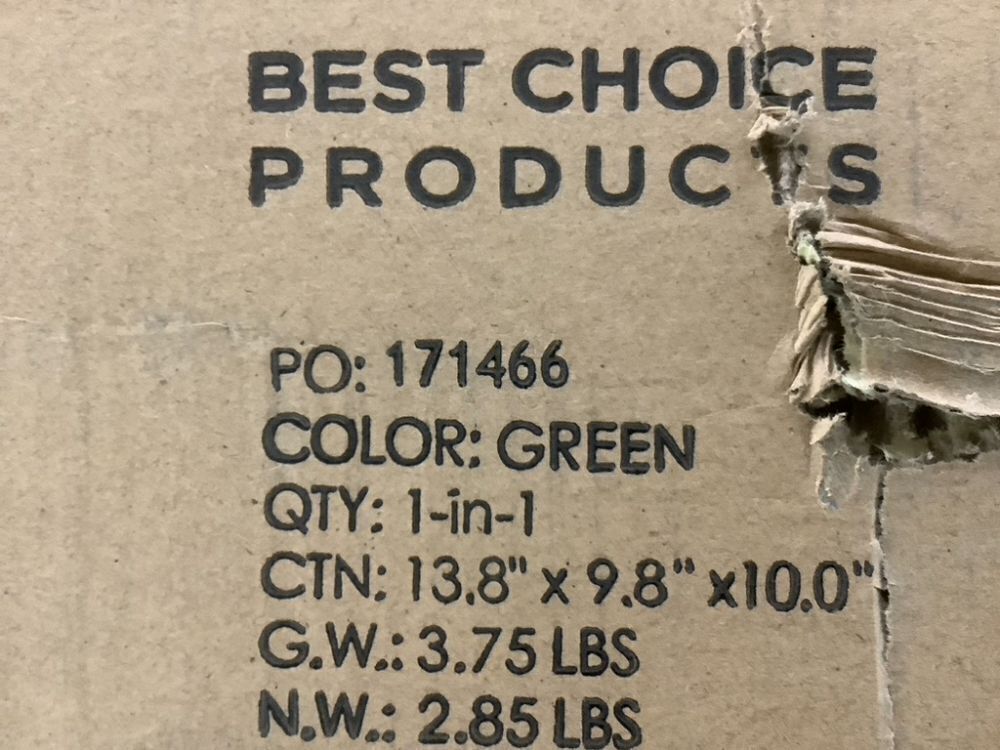 BEST CHOICE
PRODUCTS
PO: 171466
COLOR: GREEN
QTY: 1-in-1
CTN: 13.8" x 9.8" x10.0"
G.W.: 3.75 LBS
N.W.: 2.85 LBS